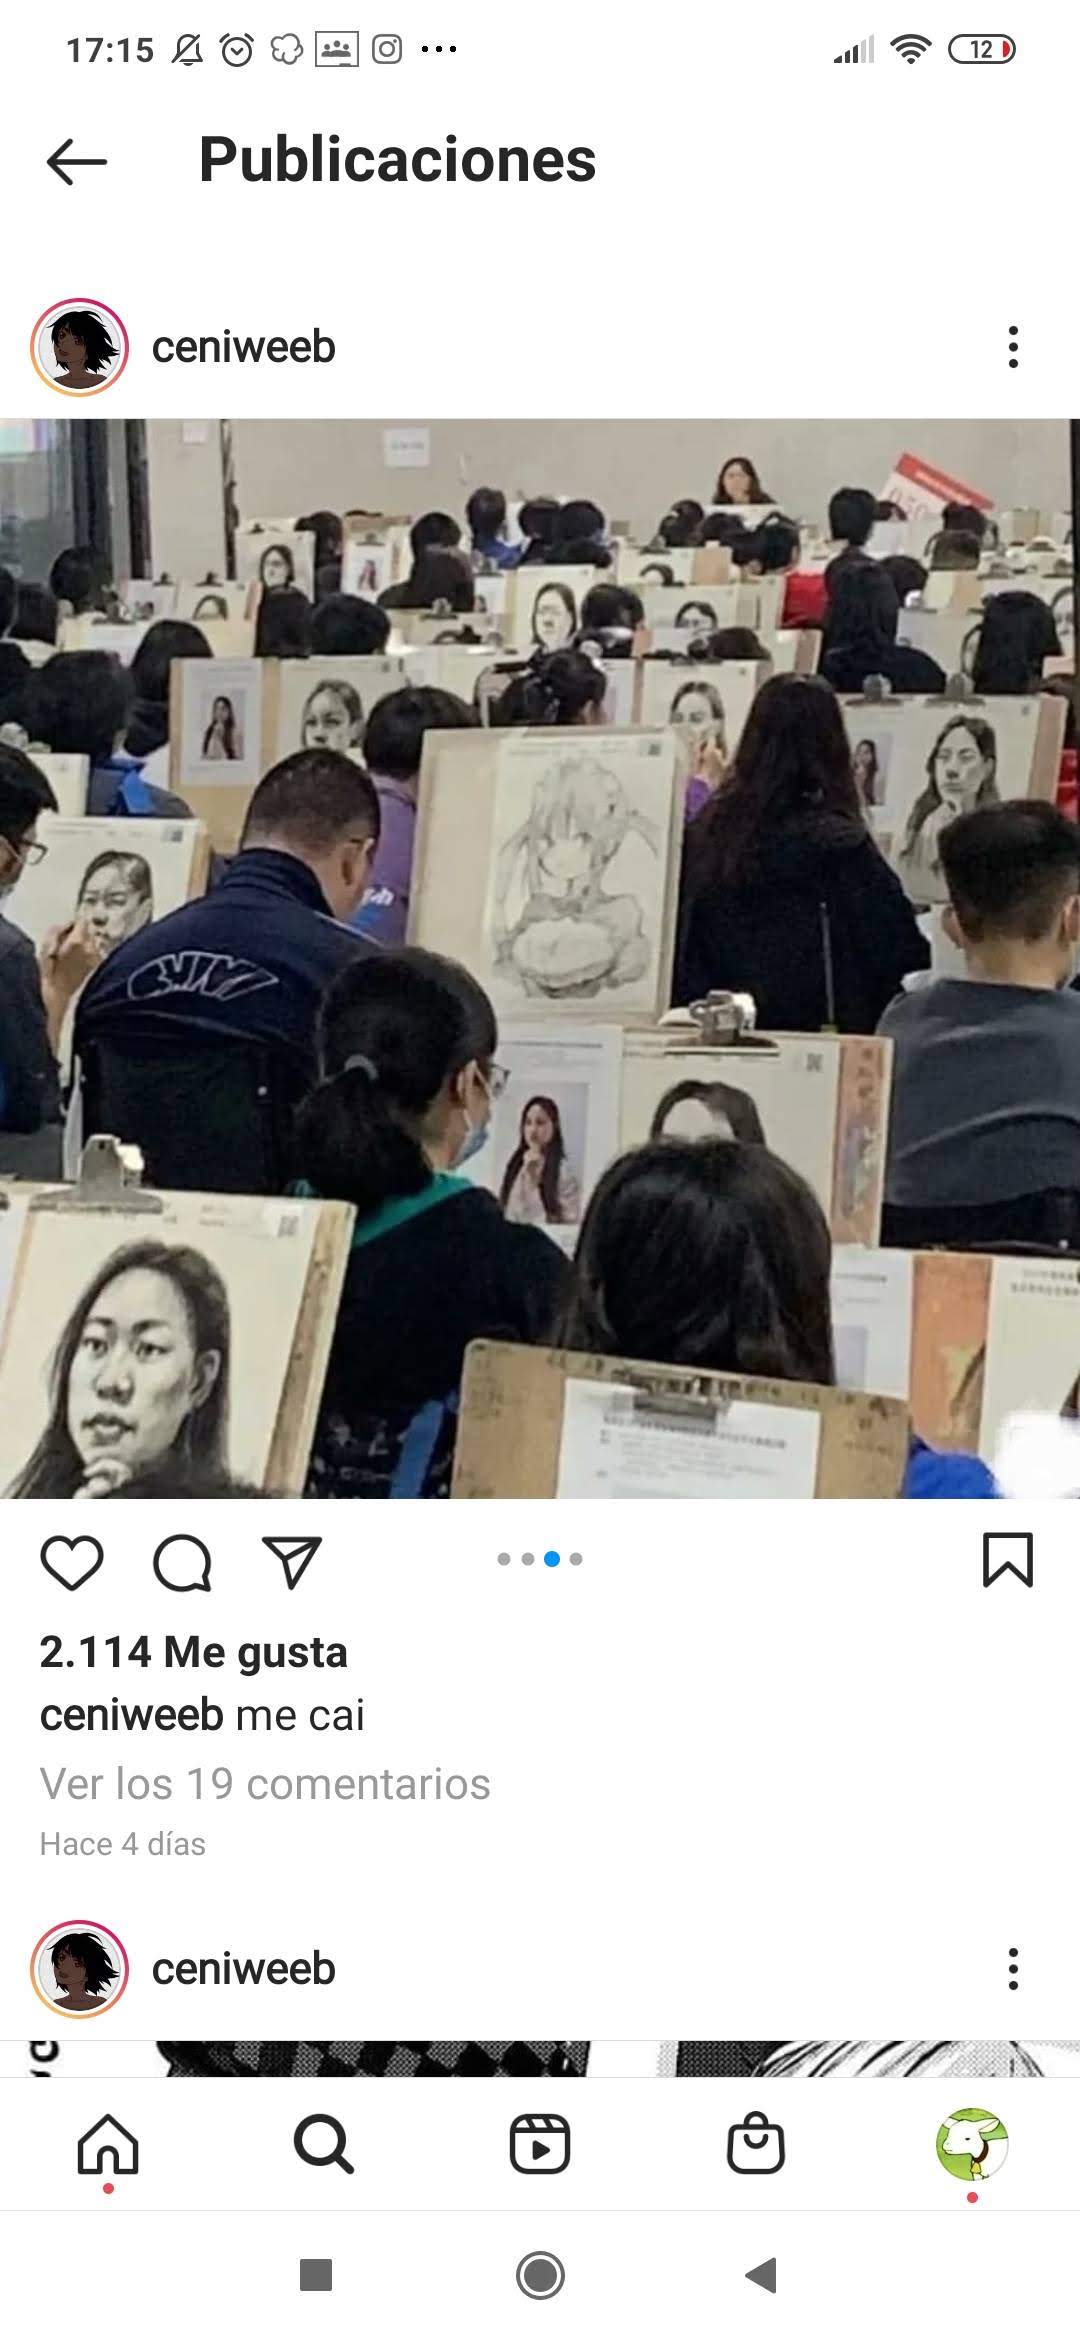 17:15
12
Publicaciones
ceniweeb
2.114 Me gusta
ceniweeb me cai
Ver los 19 comentarios
Hace 4 días
ceniweeb